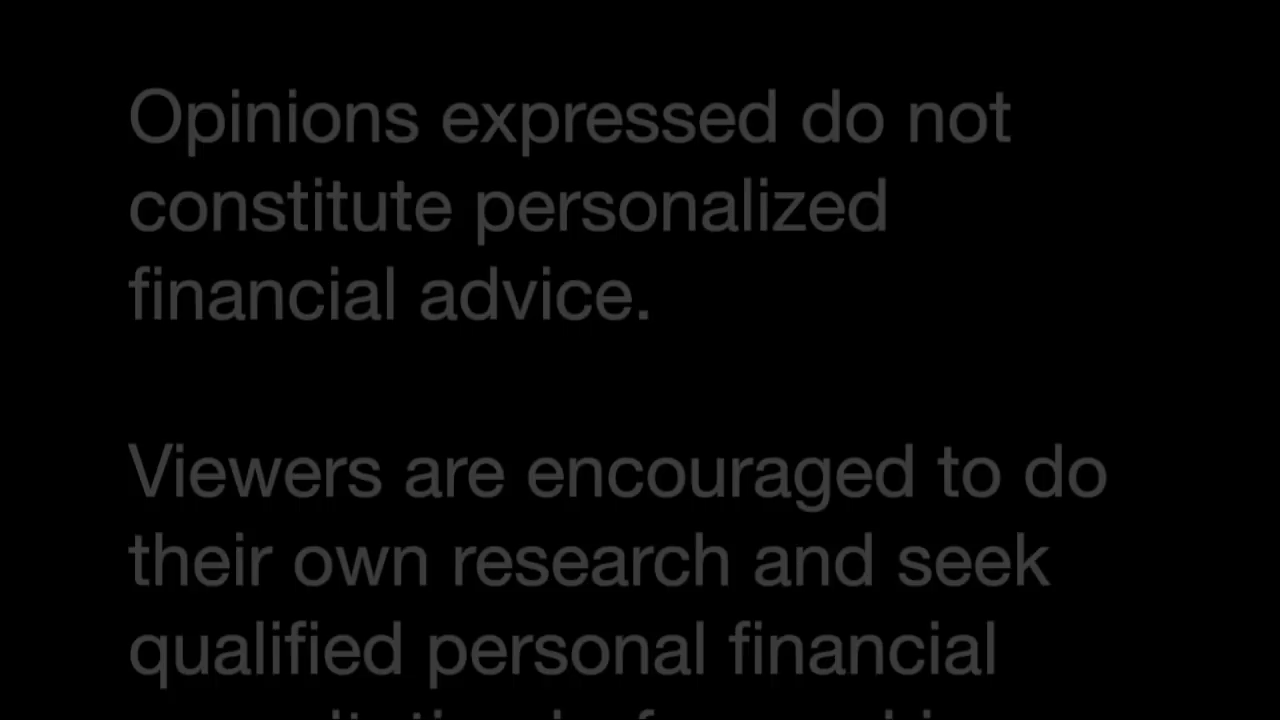 Opinions expressed do not
constitute personalized
financial advice.
Viewers are encouraged to do
their own research and seek
qualified personal financial